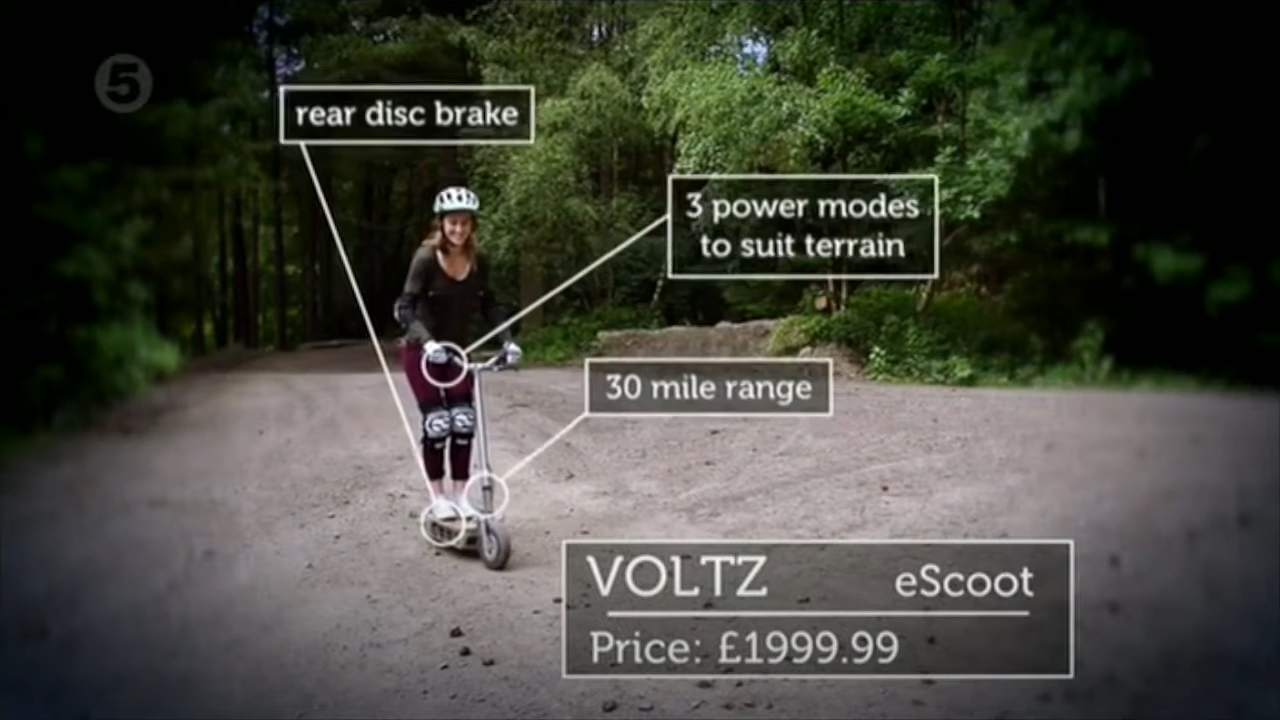 5
rear disc brake
3 power modes
to suit terrain
30 mile range
VOLTZ eScoot
Price: £1999.99